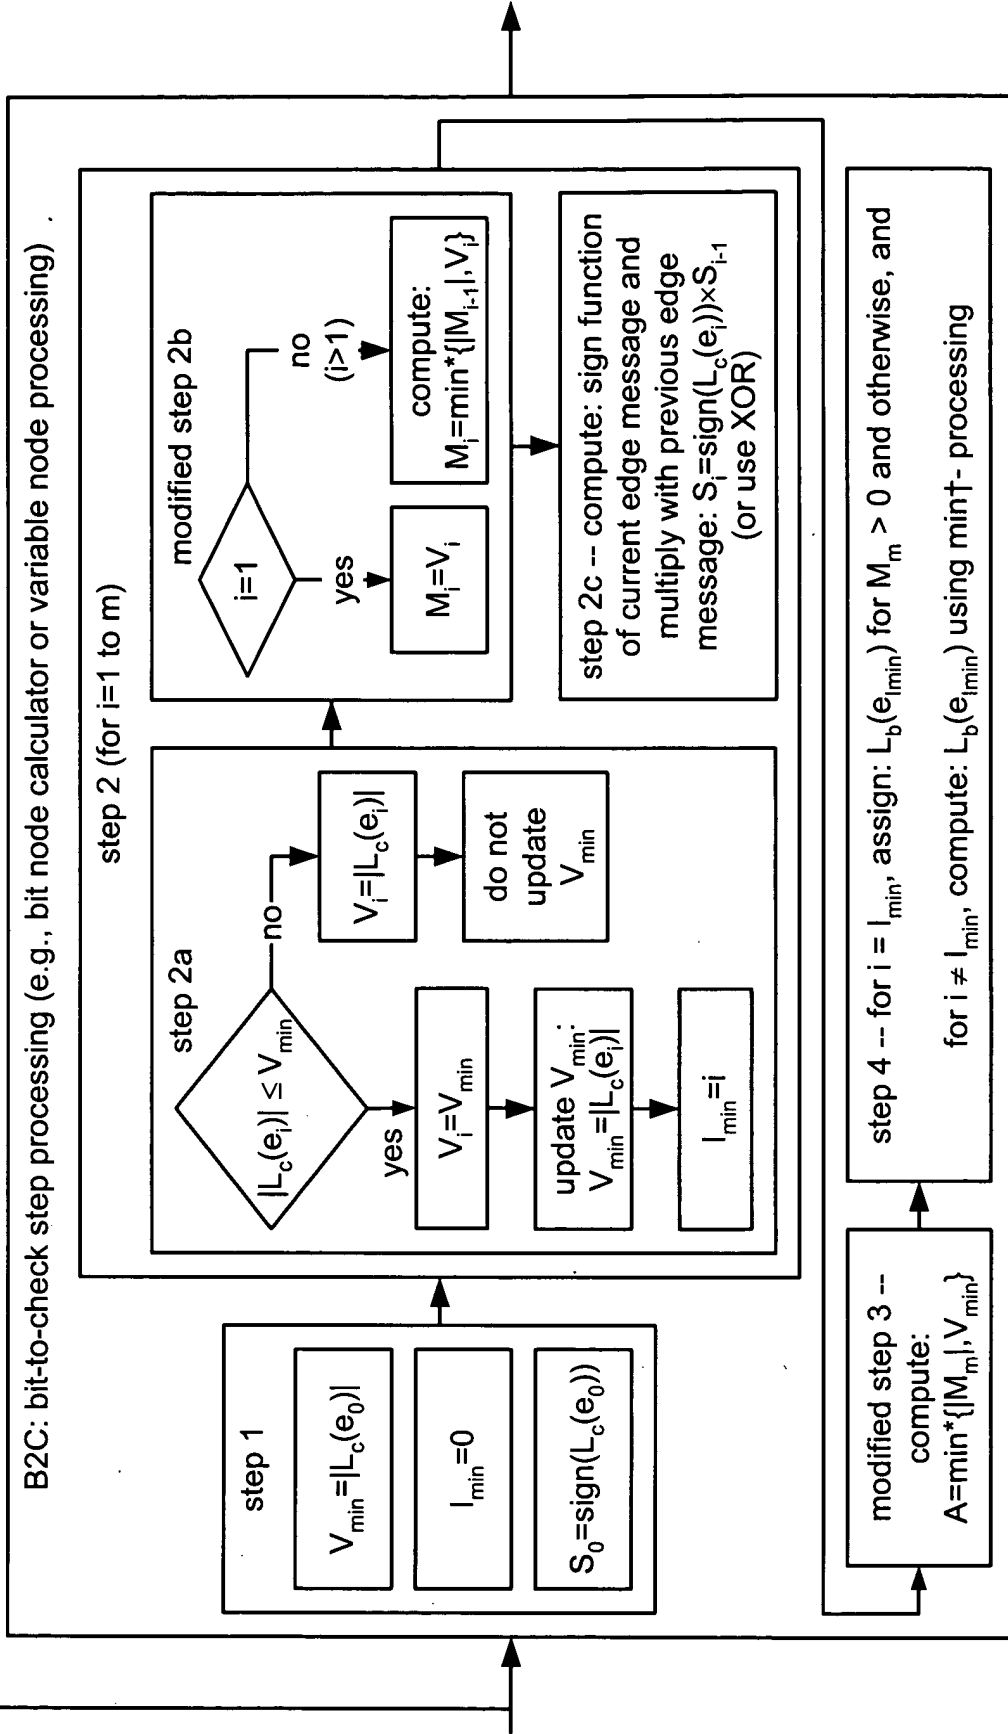 B2C: bit-to-check step processing (e.g., bit node calculator or variable node processing)
step 1
V_min=|L_c(e_0)|
I_min=0
S_0=sign(L_c(e_0))
step 2 (for i=1 to m)
step 2a
|L_c(e_i)| ≤ V_min
yes
no
V_i=V_min
update V_min:
V_min=|L_c(e_i)|
I_min=i
V_i=|L_c(e_i)|
do not
update
V_min
modified step 2b
i=1
yes
no
(i>1)
M_i=V_i
compute:
M_i=min*{|M_i-1|,V_i}
step 2c -- compute: sign function
of current edge message and
multiply with previous edge
message: S_i=sign(L_c(e_i))×S_i-1
(or use XOR)
modified step 3 --
compute:
A=min*{|M_m|,V_min}
step 4 -- for i = I_min, assign: L_b(e_Imin) for M_m > 0 and otherwise, and
for i ≠ I_min, compute: L_b(e_Imin) using min†- processing